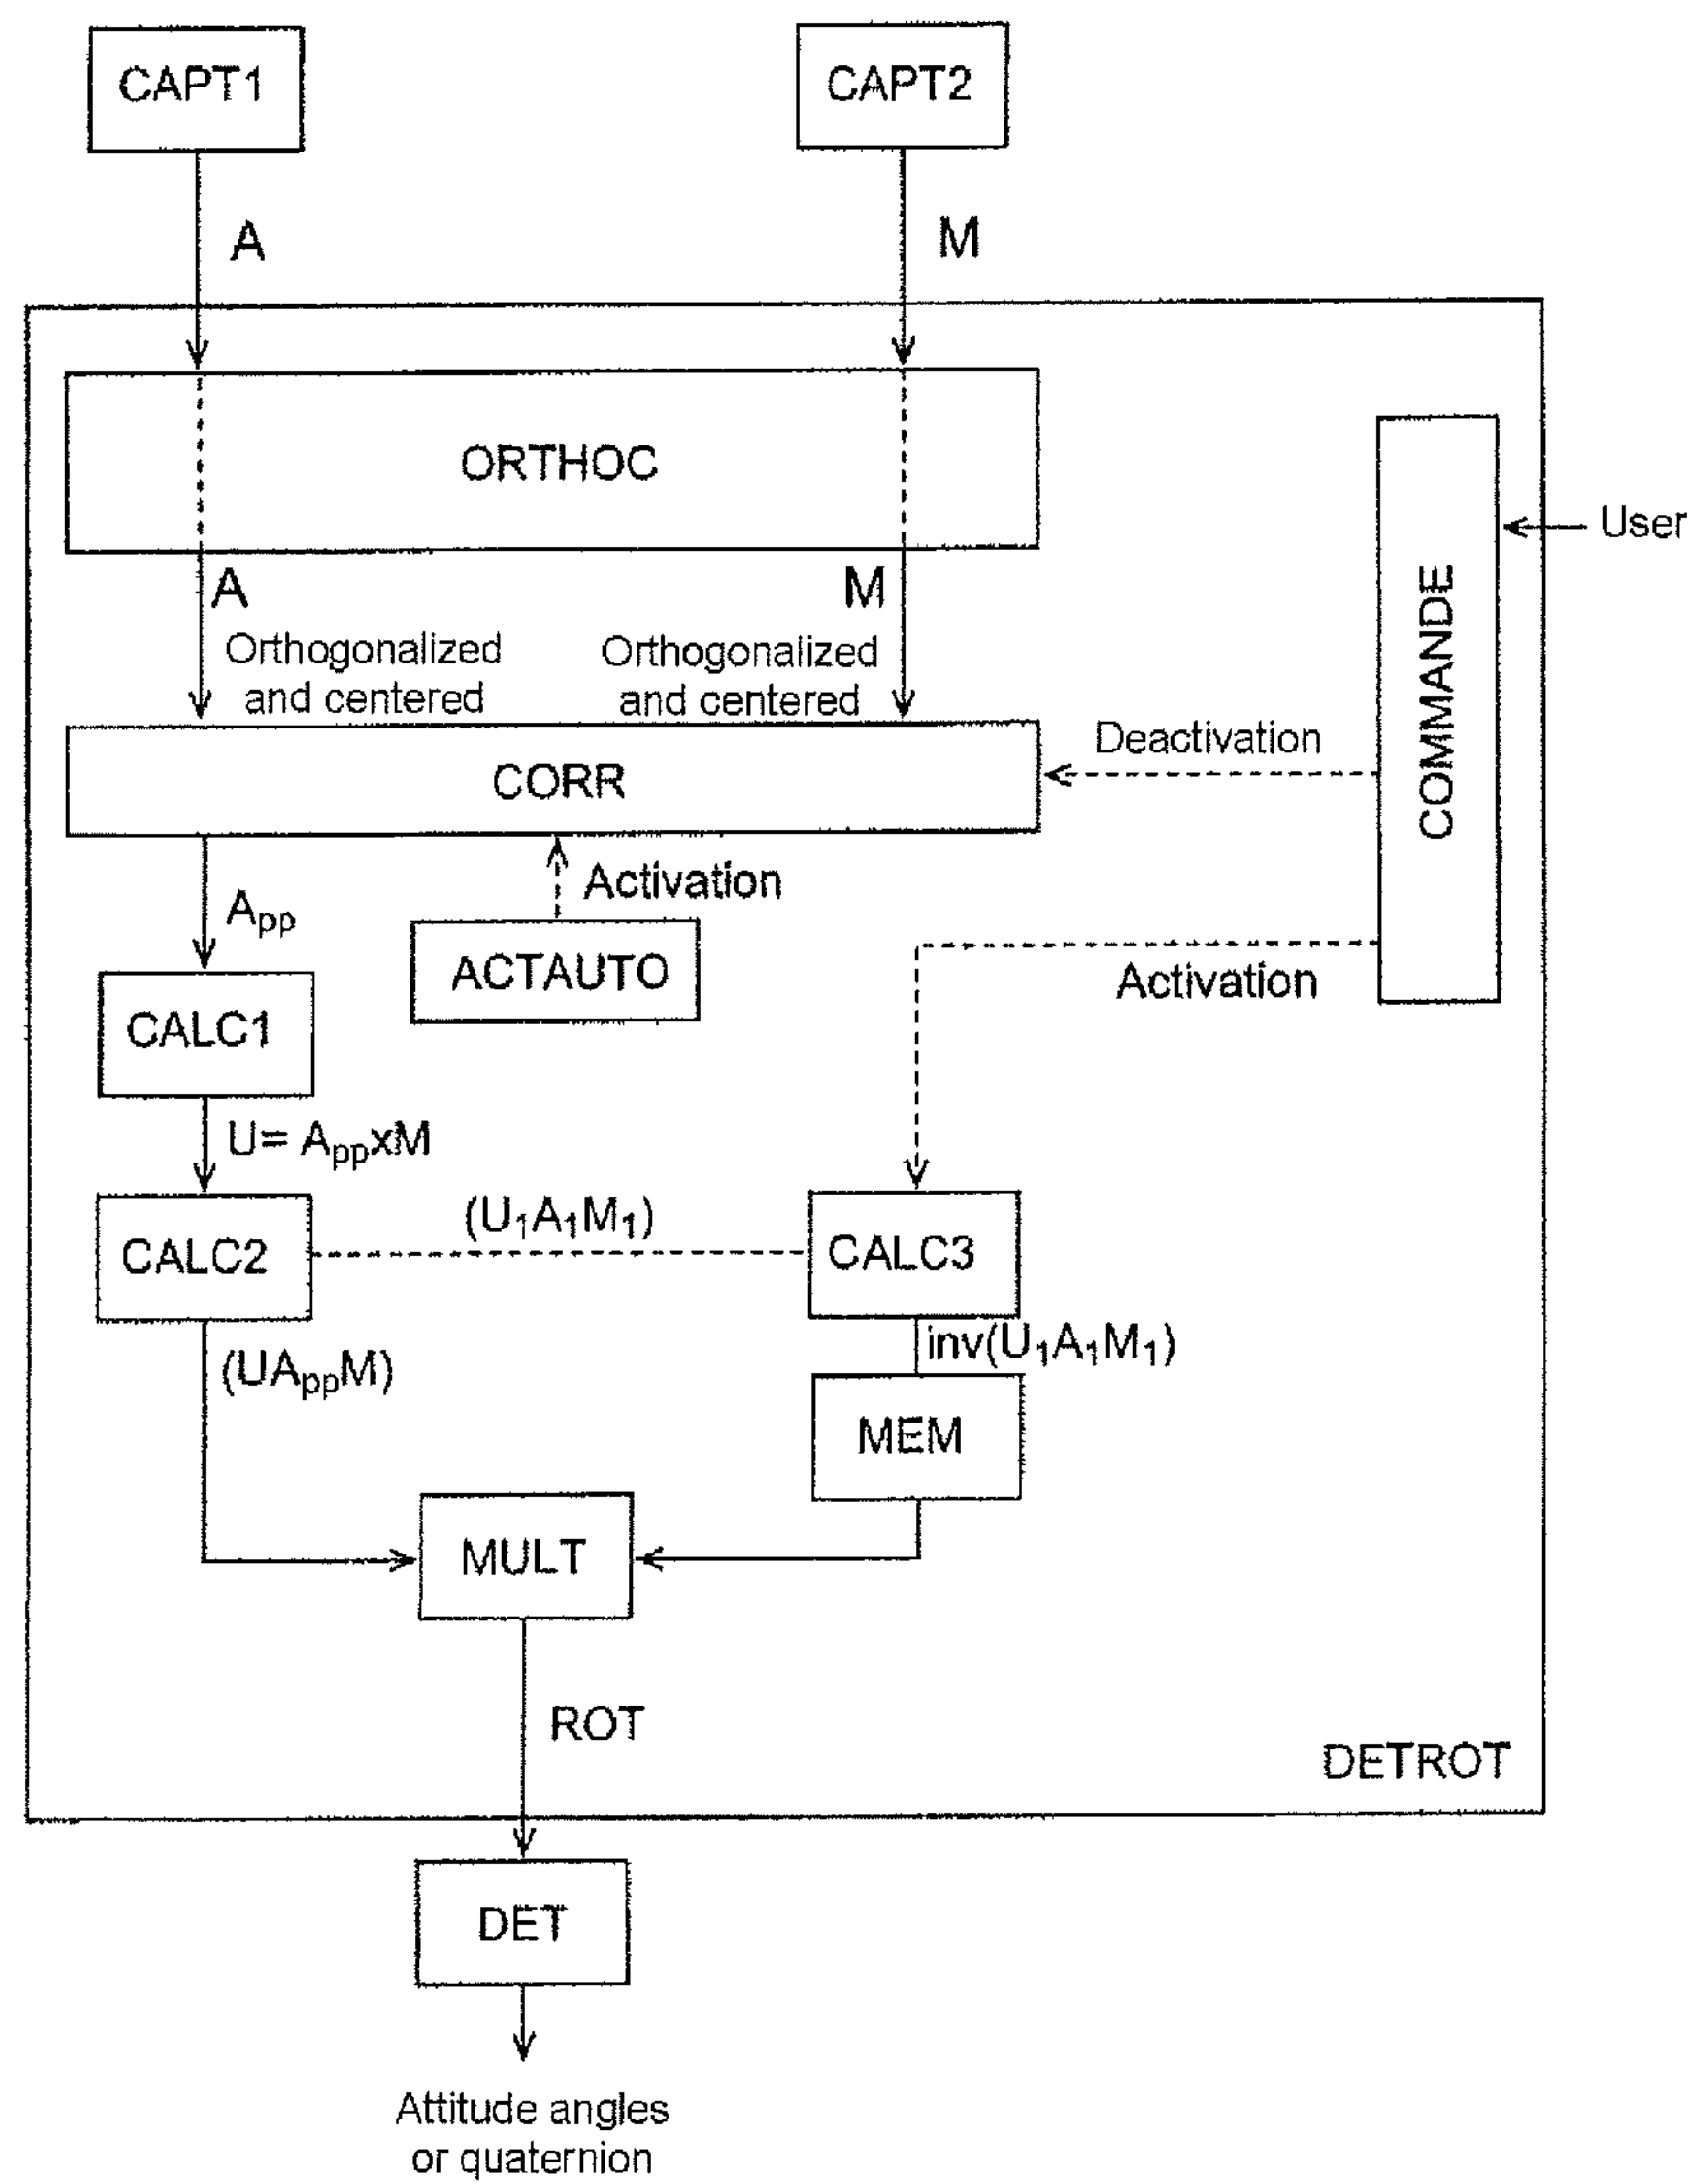 CAPT1
CAPT2
A
M
ORTHOC
User
A
M
Orthogonalized
and centered
Orthogonalized
and centered
COMMANDE
Deactivation
CORR
Activation
App
ACTAUTO
Activation
CALC1
U= AppxM
(U1A1M1)
CALC2
CALC3
inv(U1A1M1)
(UAppM)
MEM
MULT
ROT
DETROT
DET
Attitude angles
or quaternion